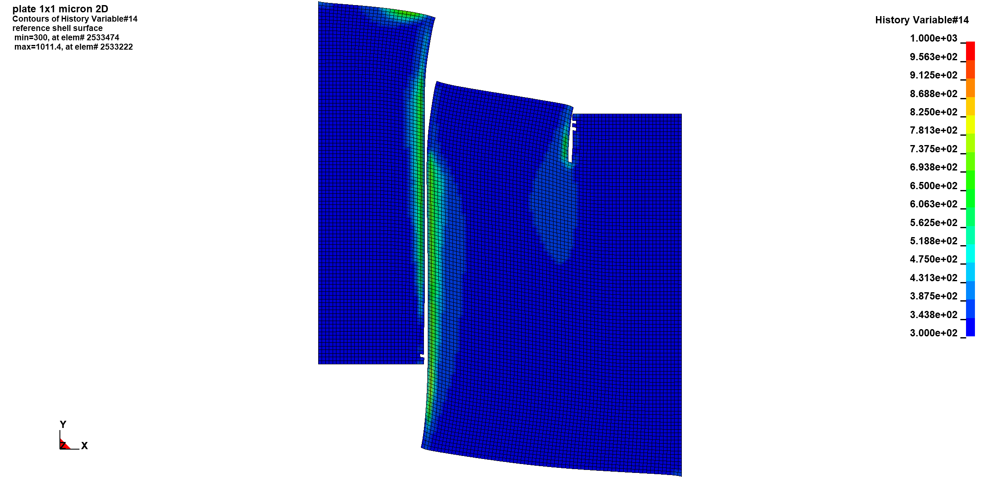 plate 1x1 micron 2D
Contours of History Variable#14
reference shell surface
min=300, at elem# 2533474
max=1011.4, at elem# 2533222
History Variable#14
1.000e+03
9.563e+02
9.125e+02
8.688e+02
8.250e+02
7.813e+02
7.375e+02
6.938e+02
6.500e+02
6.063e+02
5.625e+02
5.188e+02
4.750e+02
4.313e+02
3.875e+02
3.438e+02
3.000e+02
Y
Z X